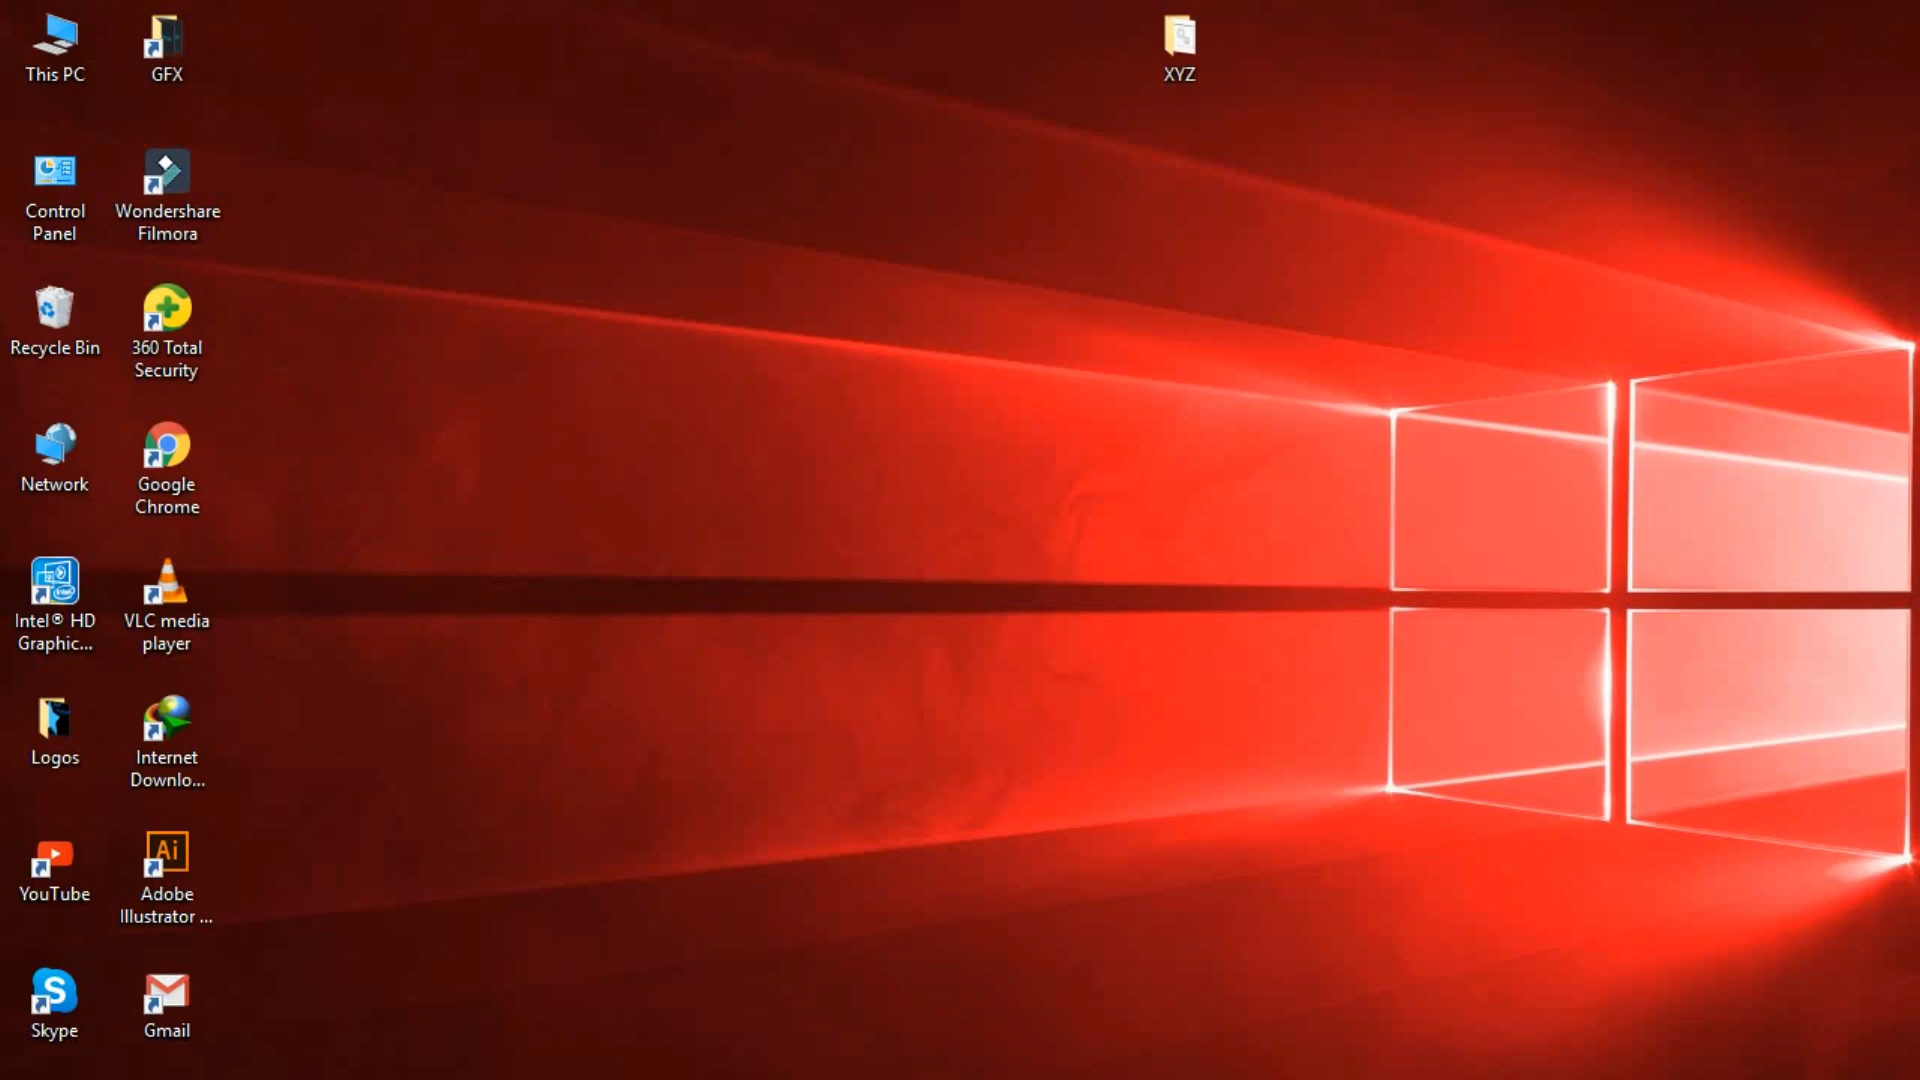 This PC
GFX
XYZ
Control
Panel
Wondershare
Filmora
Recycle Bin
360 Total
Security
Network
Google
Chrome
Intel® HD
Graphic...
VLC media
player
Logos
Internet
Downlo...
YouTube
Ai
Adobe
Illustrator ...
S
Skype
Gmail